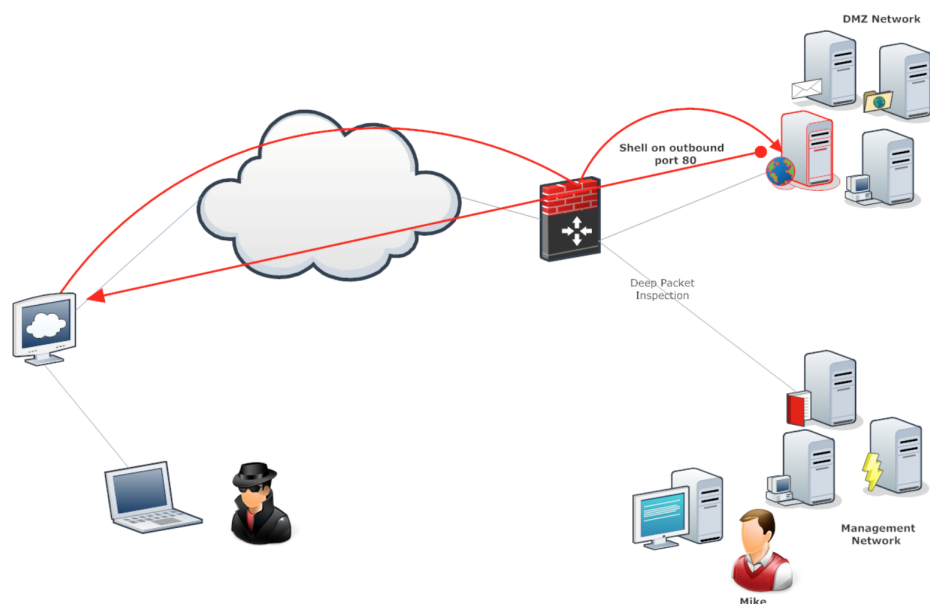 DMZ Network
Shell on outbound
port 80
Deep Packet
Inspection
Management
Network
Mike